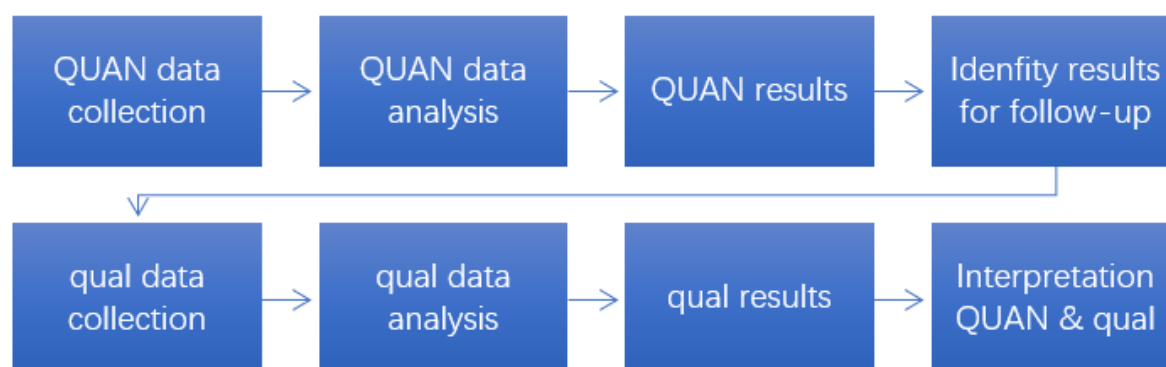 QUAN data
collection
QUAN data
analysis
QUAN results
Idenfity results
for follow-up
qual data
collection
qual data
analysis
qual results
Interpretation
QUAN & qual